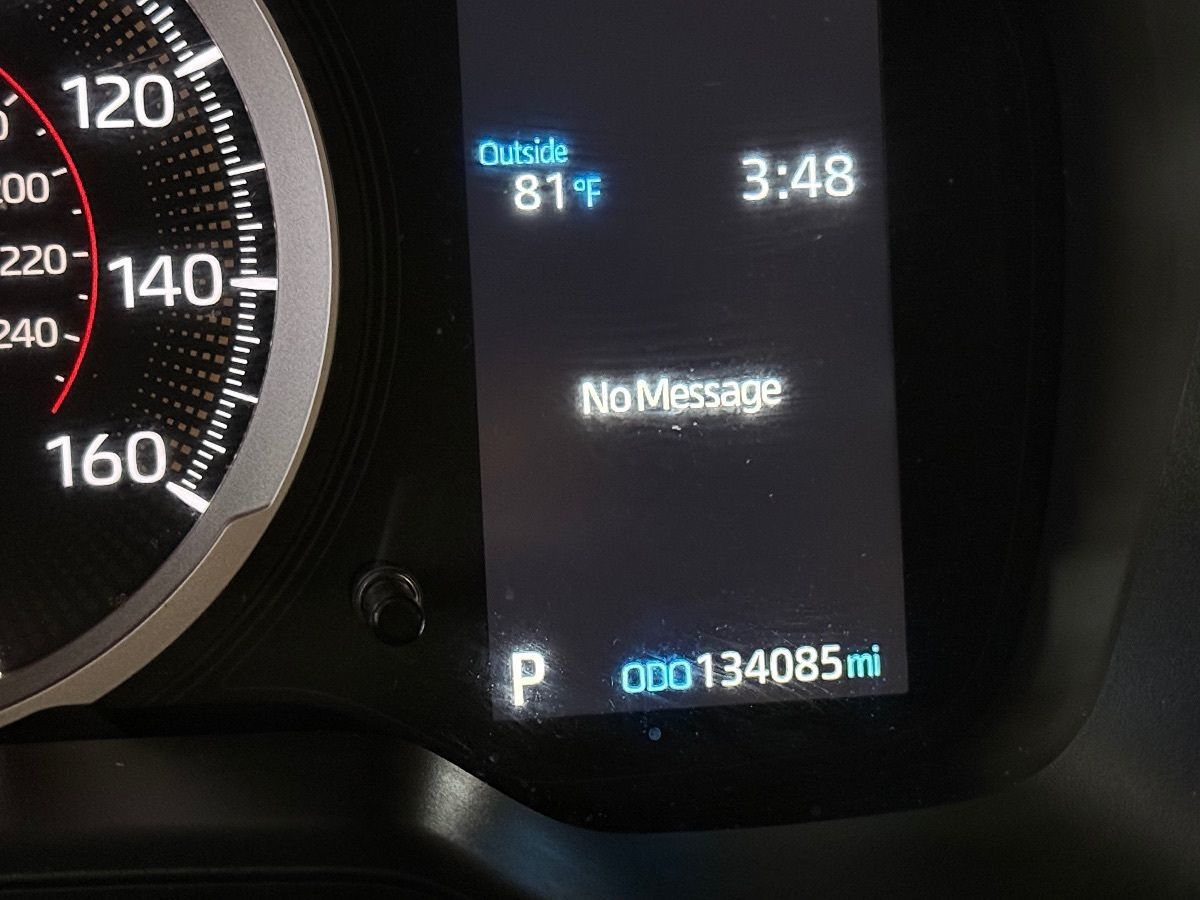 120
200
220
140
240
160
Outside
81°F
3:48
No Message
P
ODO 134085 mi